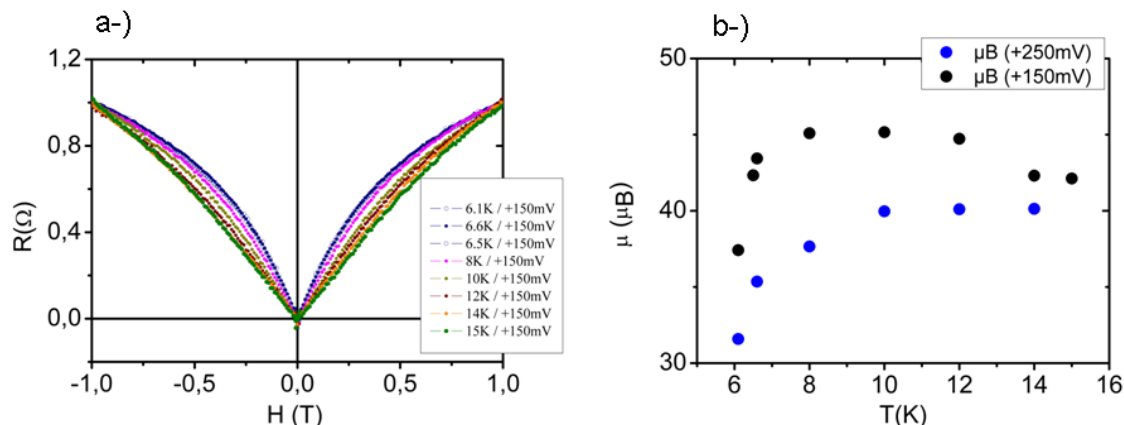 a-)
1,2
0,8
0,4
0,0
R(Ω)
-1,0
-0,5
0,0
0,5
1,0
H (T)
6.1K / +150mV
6.6K / +150mV
6.5K / +150mV
8K / +150mV
10K / +150mV
12K / +150mV
14K / +150mV
15K / +150mV
b-)
µB (+250mV)
µB (+150mV)
50
40
30
µ (µB)
6
8
10
12
14
16
T(K)